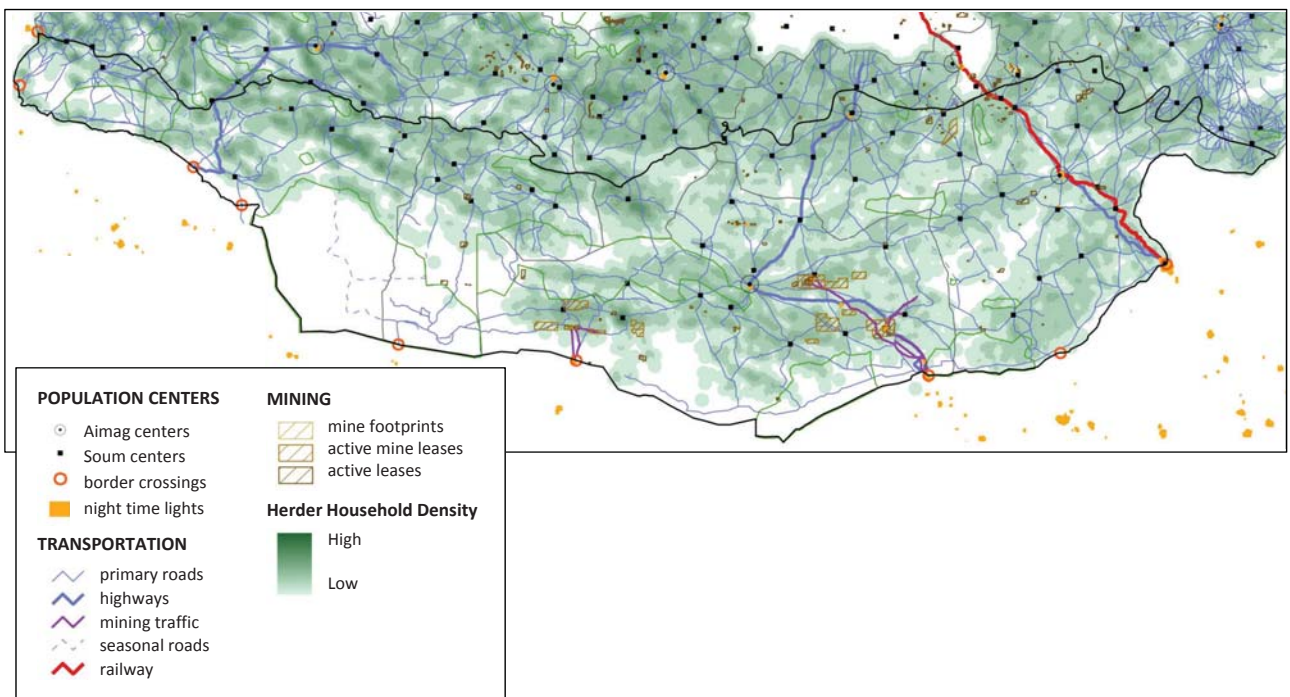 POPULATION CENTERS
Aimag centers
Soum centers
border crossings
night time lights
TRANSPORTATION
primary roads
highways
mining traffic
seasonal roads
railway
MINING
mine footprints
active mine leases
active leases
Herder Household Density
High
Low